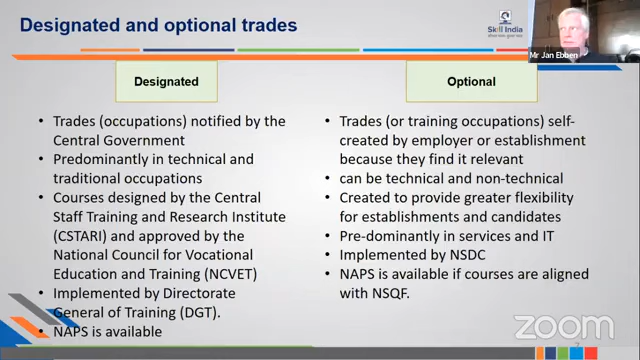 Designated and optional trades
Skill India
Mr Jan Ebben
Designated
• Trades (occupations) notified by the
Central Government
• Predominantly in technical and
traditional occupations
• Courses designed by the Central
Staff Training and Research Institute
(CSTARI) and approved by the
National Council for Vocational
Education and Training (NCVET)
• Implemented by Directorate
General of Training (DGT).
• NAPS is available
Optional
• Trades (or training occupations) self-
created by employer or establishment
because they find it relevant
• can be technical and non-technical
• Created to provide greater flexibility
for establishments and candidates
• Pre-dominantly in services and IT
• Implemented by NSDC
• NAPS is available if courses are aligned
with NSQF.
zoom
7